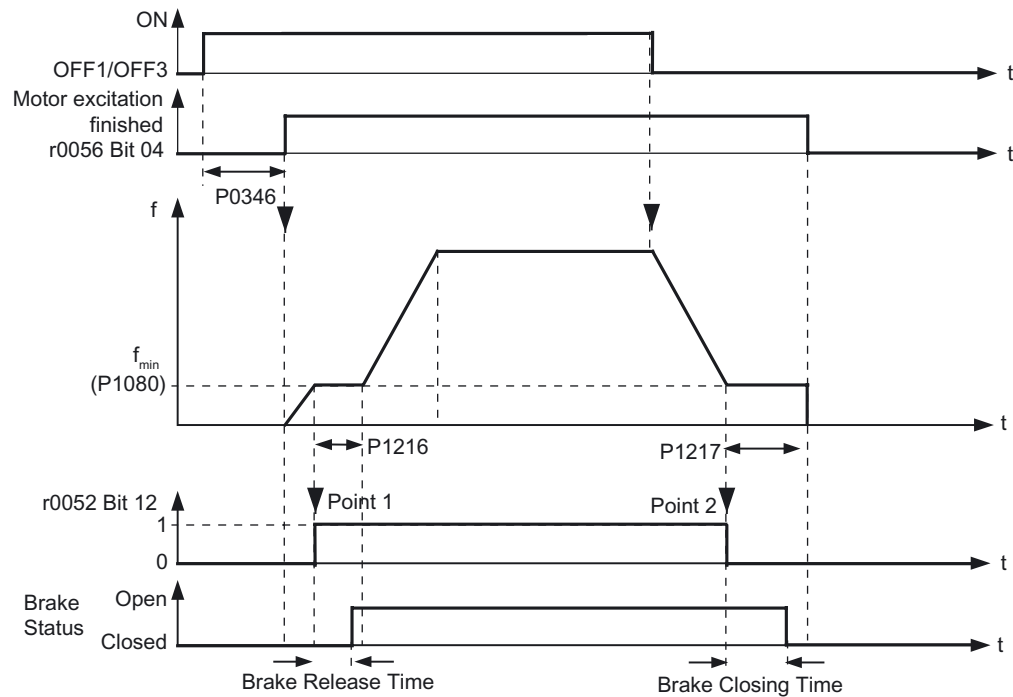 ON
OFF1/OFF3
t
Motor excitation
finished
r0056 Bit 04
t
P0346
f
fmin
(P1080)
t
P1216
P1217
r0052 Bit 12
Point 1
Point 2
1
0
t
Brake
Status
Open
Closed
t
Brake Release Time
Brake Closing Time